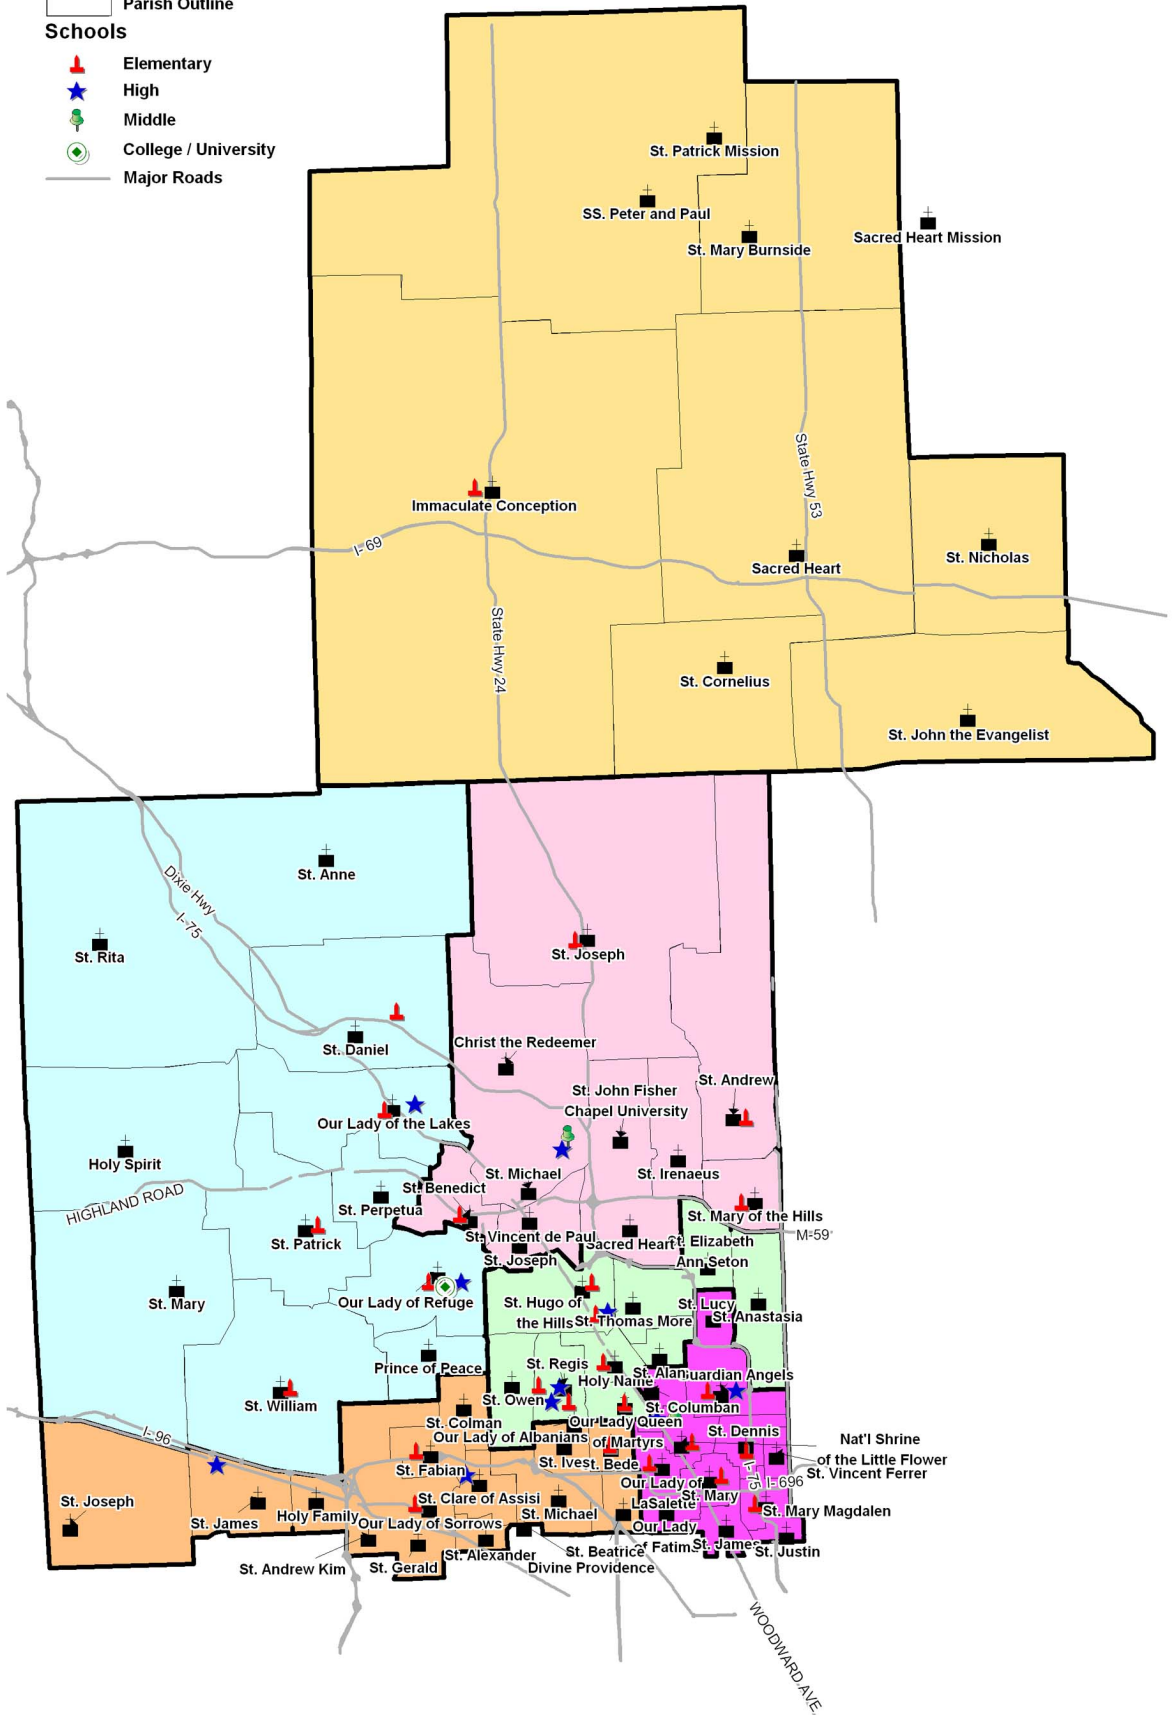 Parish Outline
Schools
Elementary
High
Middle
College / University
Major Roads
St. Patrick Mission
SS. Peter and Paul
St. Mary Burnside
Sacred Heart Mission
State Hwy 53
Immaculate Conception
I-69
Sacred Heart
St. Nicholas
State Hwy 24
St. Cornelius
St. John the Evangelist
St. Anne
Dixie Hwy
I-75
St. Rita
St. Joseph
St. Daniel
Christ the Redeemer
St. John Fisher
Chapel University
St. Andrew
Our Lady of the Lakes
Holy Spirit
St. Michael
St. Irenaeus
HIGHLAND ROAD
St. Benedict
St. Perpetua
St. Mary of the Hills
St. Patrick
St. Vincent de Paul
Sacred Heart
St. Elizabeth
Ann Seton
M-59
St. Joseph
St. Mary
Our Lady of Refuge
St. Hugo of
the Hills
St. Thomas More
St. Lucy
St. Anastasia
Prince of Peace
St. Regis
Holy Name
St. Alan
Guardian Angels
St. William
St. Owen
St. Columban
St. Colman
Our Lady Queen
of Martyrs
St. Dennis
I-96
Our Lady of Albanians
Nat'l Shrine
of the Little Flower
St. Fabian
St. Ives
St. Bede
St. Vincent Ferrer
I-75
I-696
Our Lady of
LaSalette
St. Mary
St. Joseph
St. Clare of Assisi
St. Michael
St. Mary Magdalen
St. James
Holy Family
Our Lady of Sorrows
Our Lady
of Fatima
St. James
St. Justin
St. Andrew Kim
St. Gerald
St. Alexander
St. Beatrice
Divine Providence
WOODWARD AVE.